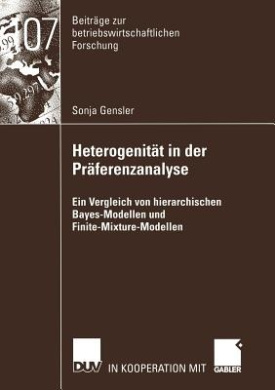 107
Beiträge zur
betriebswirtschaftlichen
Forschung
Sonja Gensler
Heterogenität in der
Präferenzanalyse
Ein Vergleich von hierarchischen
Bayes-Modellen und
Finite-Mixture-Modellen
DUV IN KOOPERATION MIT GABLER